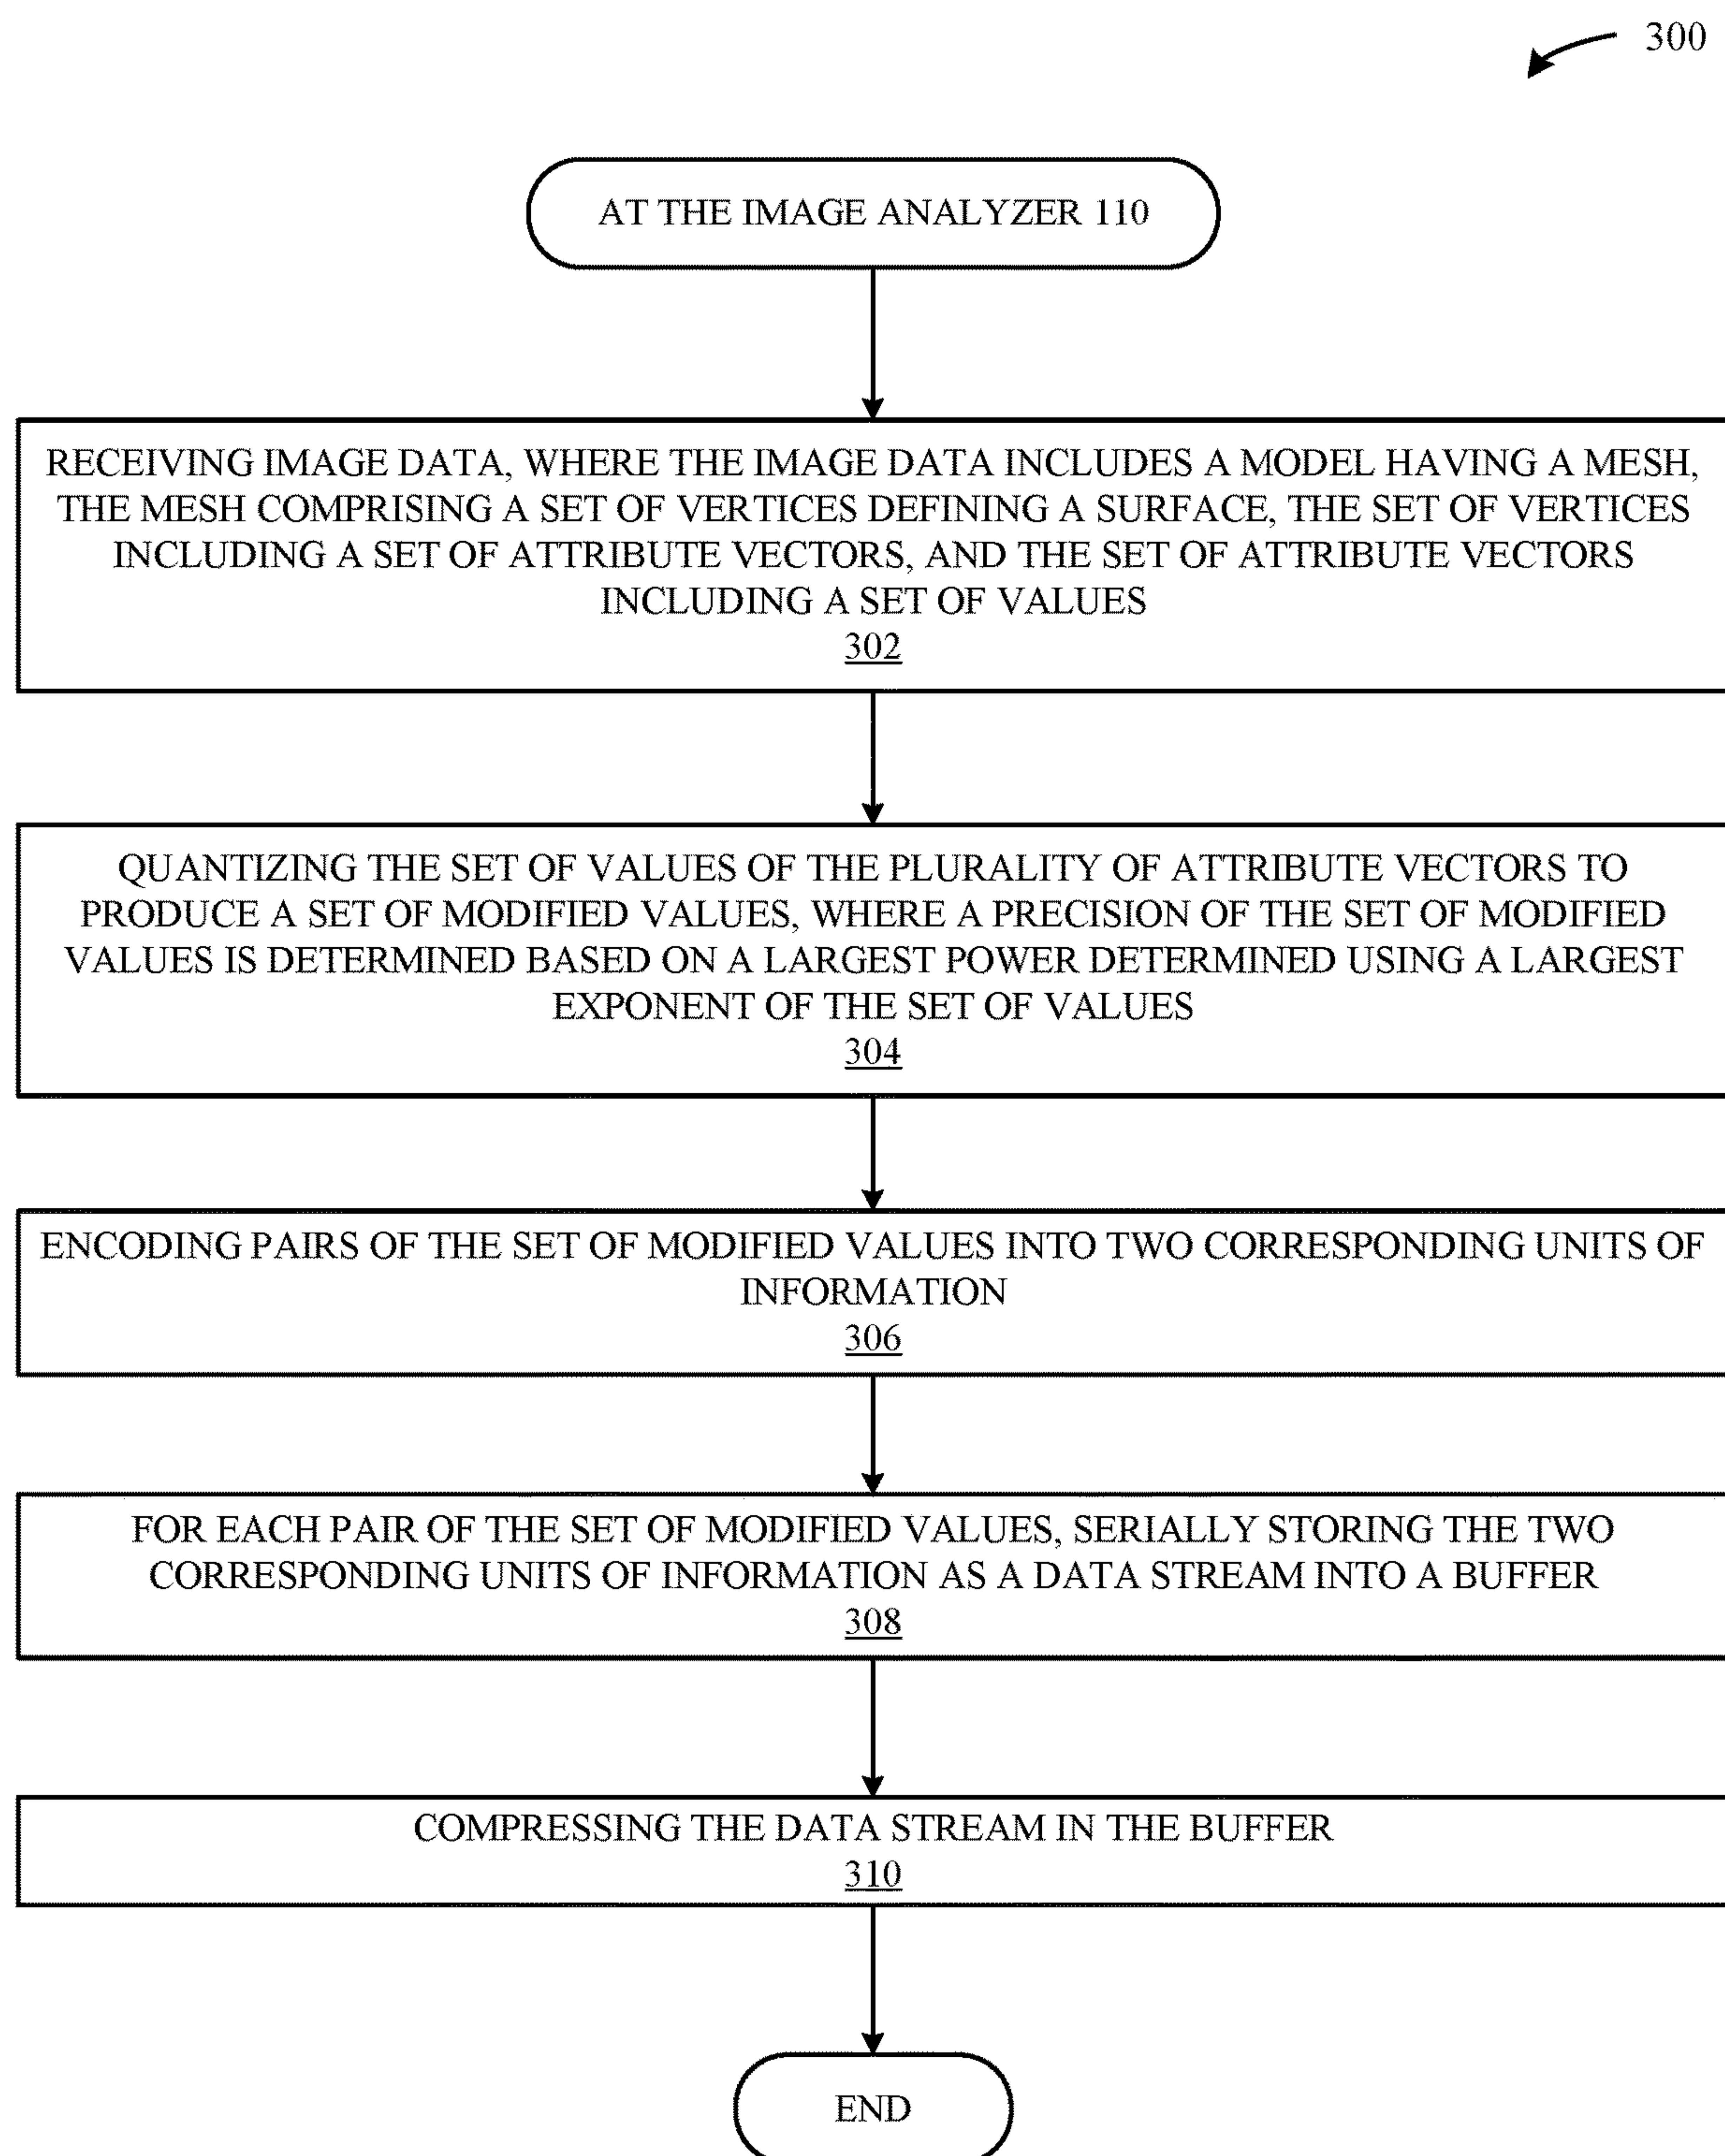 300
AT THE IMAGE ANALYZER 110
RECEIVING IMAGE DATA, WHERE THE IMAGE DATA INCLUDES A MODEL HAVING A MESH,
THE MESH COMPRISING A SET OF VERTICES DEFINING A SURFACE, THE SET OF VERTICES
INCLUDING A SET OF ATTRIBUTE VECTORS, AND THE SET OF ATTRIBUTE VECTORS
INCLUDING A SET OF VALUES
302
QUANTIZING THE SET OF VALUES OF THE PLURALITY OF ATTRIBUTE VECTORS TO
PRODUCE A SET OF MODIFIED VALUES, WHERE A PRECISION OF THE SET OF MODIFIED
VALUES IS DETERMINED BASED ON A LARGEST POWER DETERMINED USING A LARGEST
EXPONENT OF THE SET OF VALUES
304
ENCODING PAIRS OF THE SET OF MODIFIED VALUES INTO TWO CORRESPONDING UNITS OF
INFORMATION
306
FOR EACH PAIR OF THE SET OF MODIFIED VALUES, SERIALLY STORING THE TWO
CORRESPONDING UNITS OF INFORMATION AS A DATA STREAM INTO A BUFFER
308
COMPRESSING THE DATA STREAM IN THE BUFFER
310
END